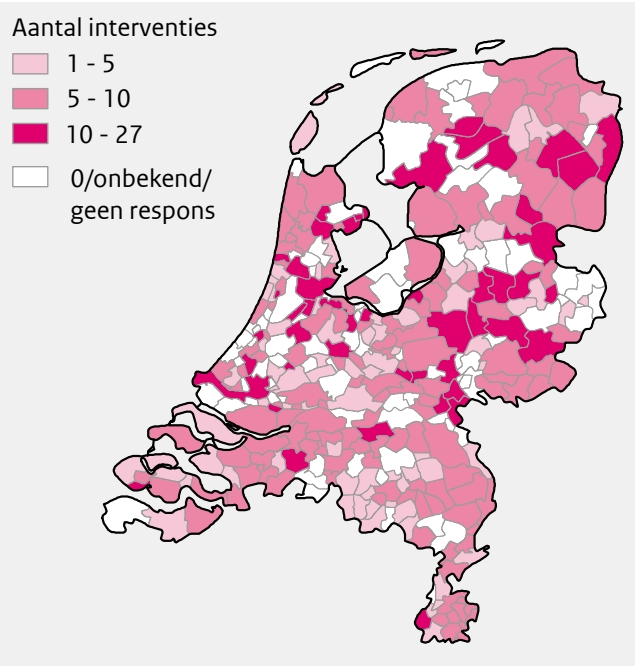 Aantal interventies
1 - 5
5 - 10
10 - 27
0/onbekend/
geen respons